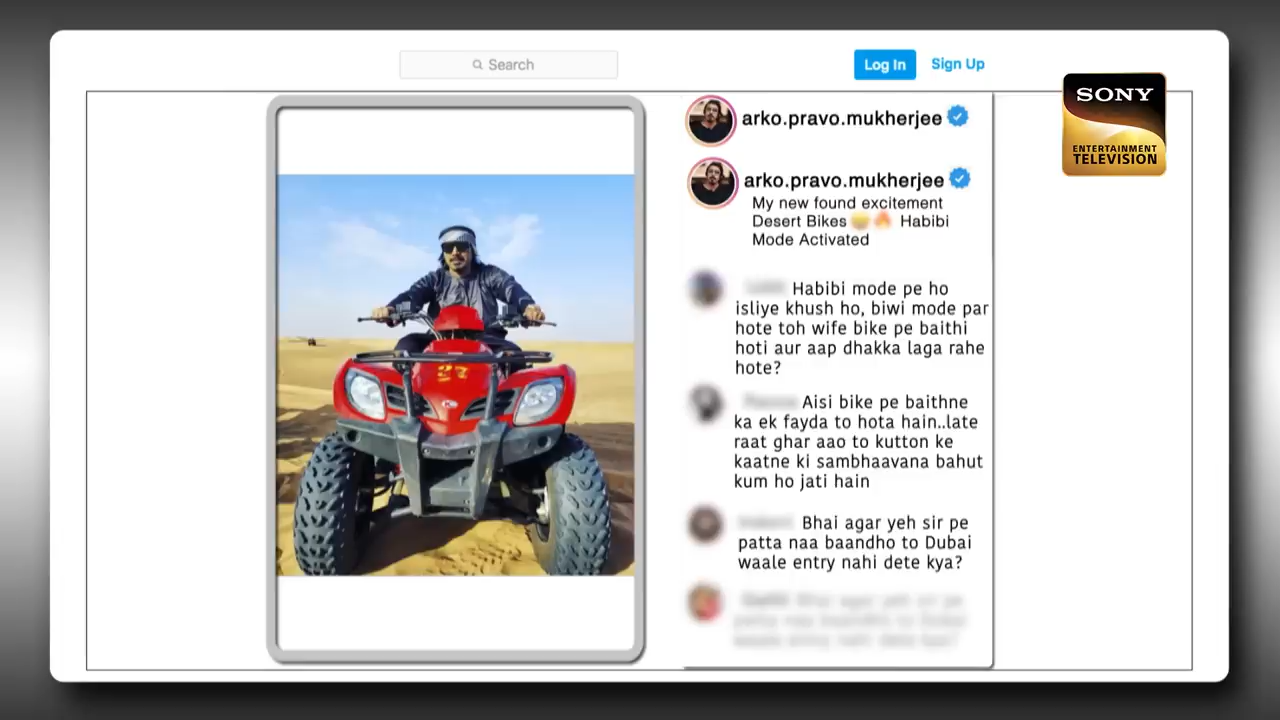 Search
Log In
Sign Up
SONY
ENTERTAINMENT
TELEVISION
arko.pravo.mukherjee
arko.pravo.mukherjee
My new found excitement
Desert Bikes 😄🔥 Habibi
Mode Activated
Habibi mode pe ho
isliye khush ho, biwi mode par
hote toh wife bike pe baithi
hoti aur aap dhakka laga rahe
hote?
Aisi bike pe baithne
ka ek fayda to hota hain..late
raat ghar aao to kutton ke
kaatne ki sambhaavana bahut
kum ho jati hain
Bhai agar yeh sir pe
patta naa baandho to Dubai
waale entry nahi dete kya?
27